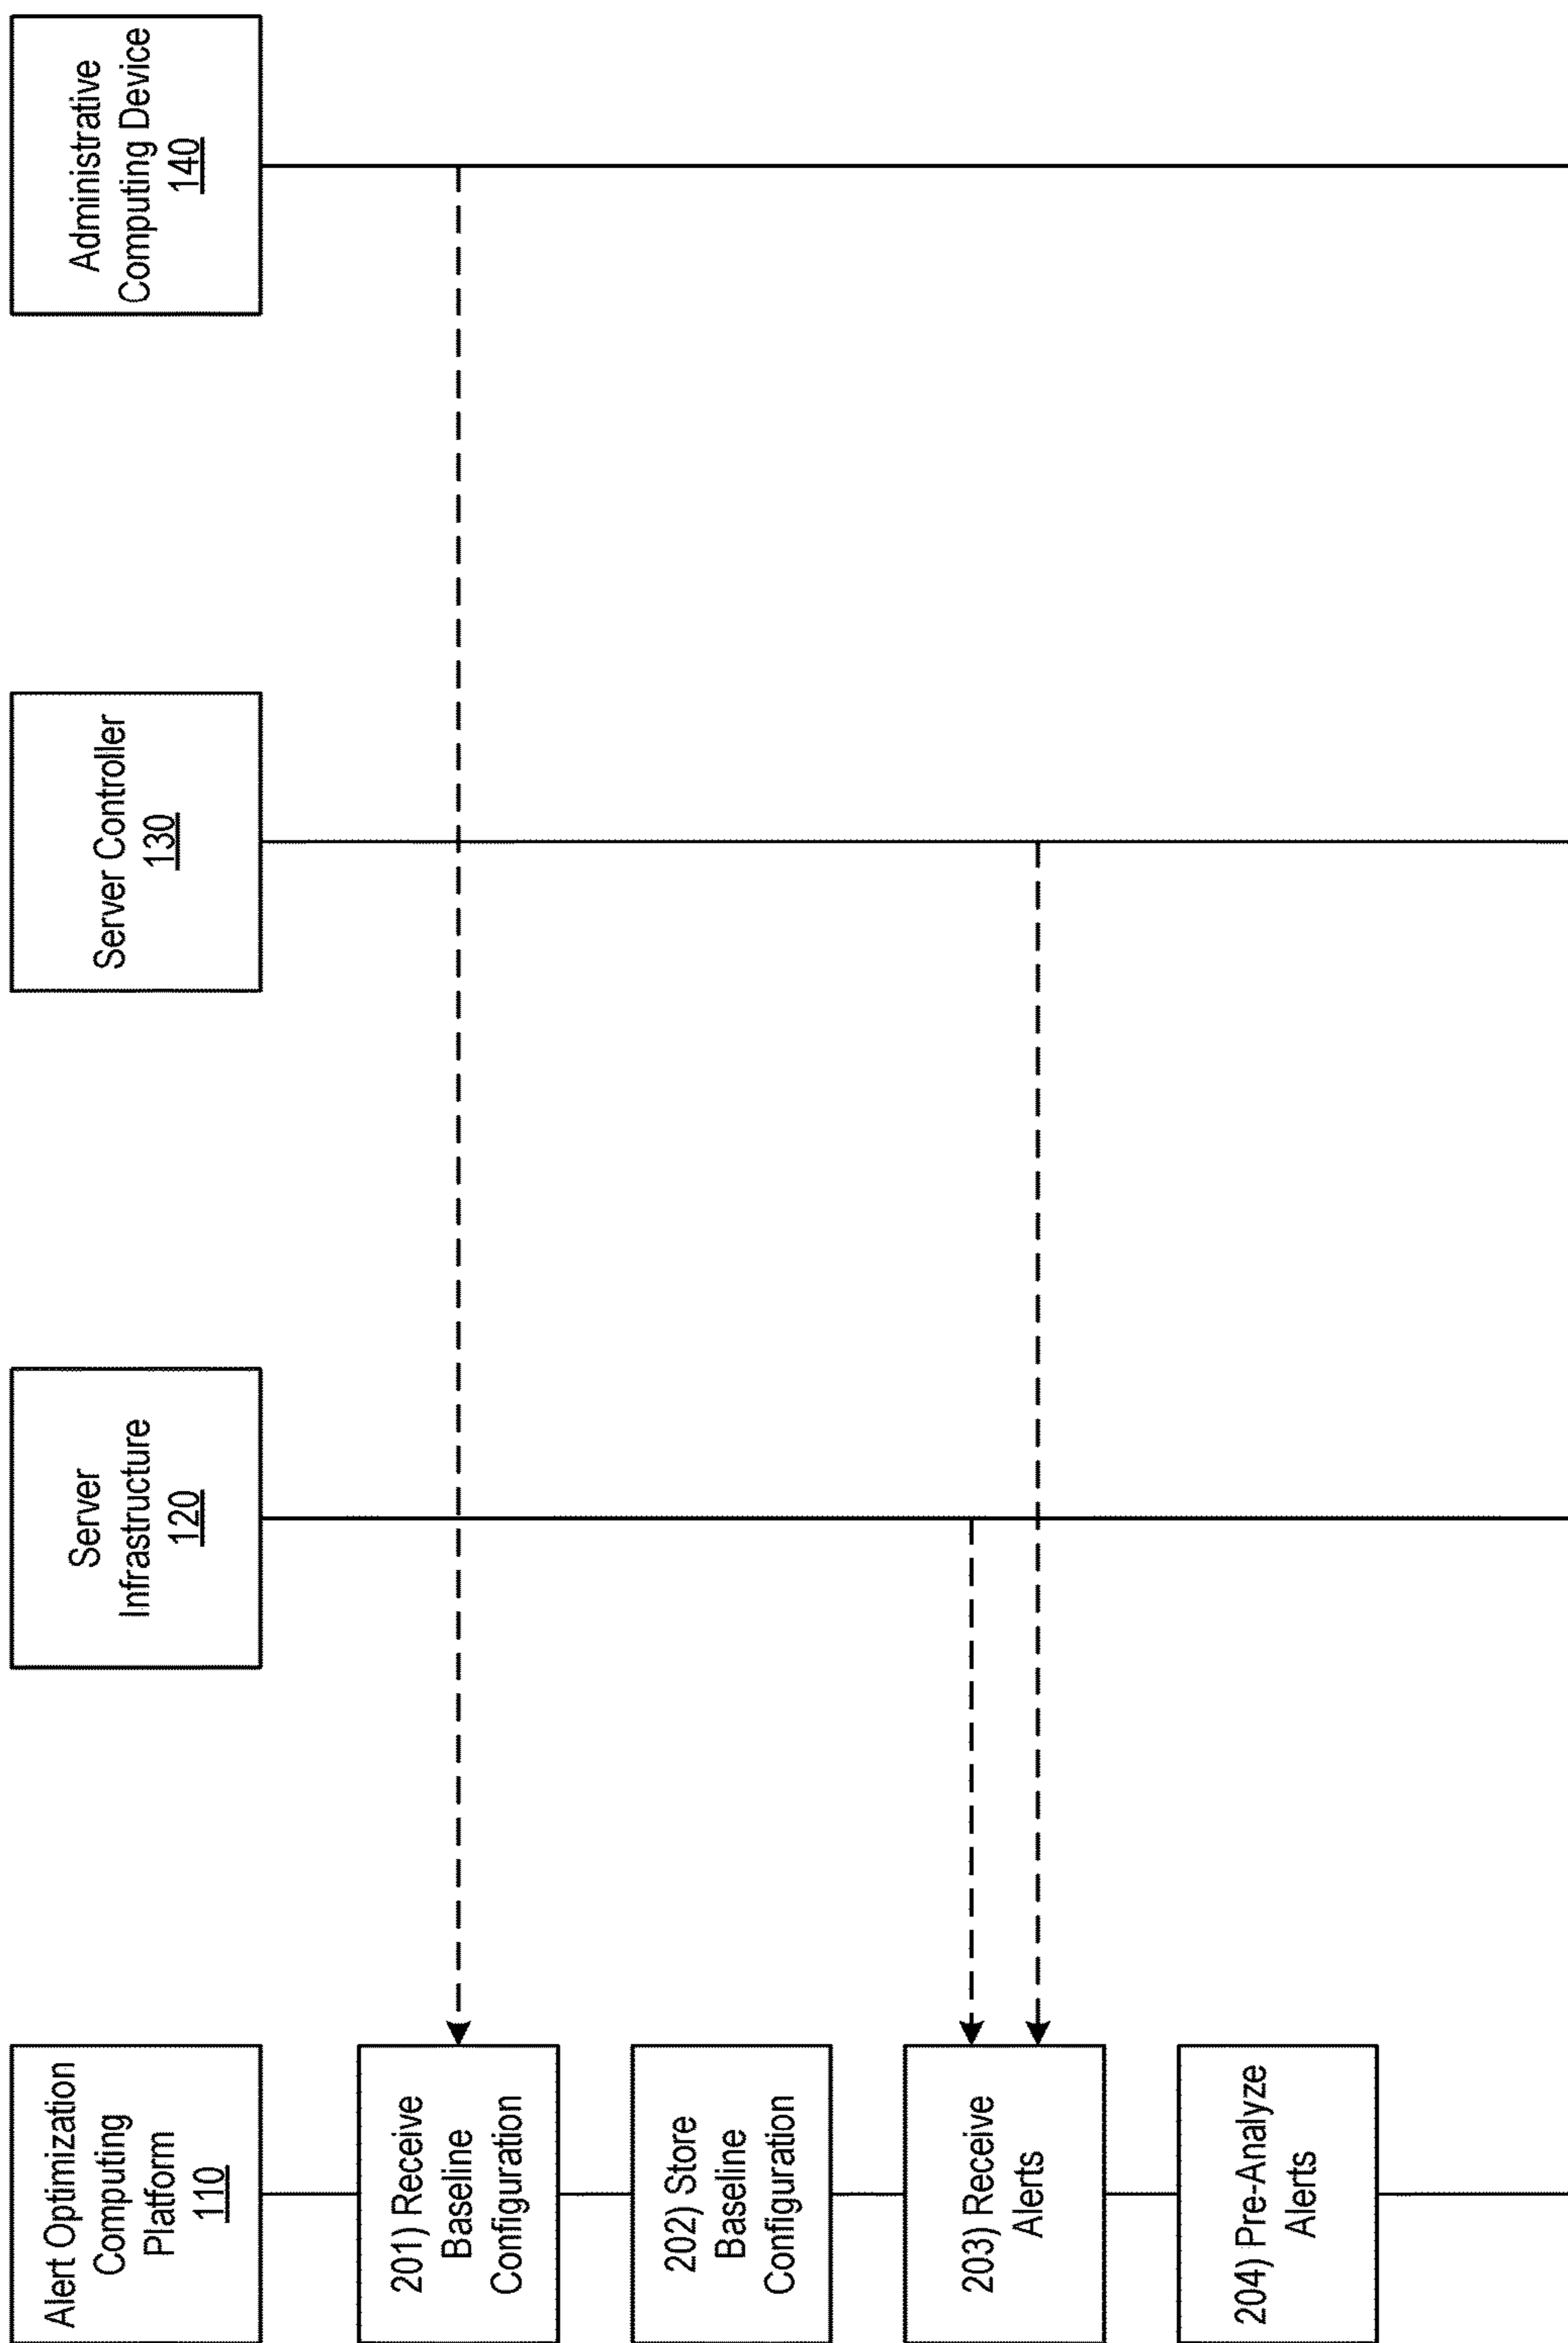 Alert Optimization
Computing
Platform
110
Server
Infrastructure
120
Server Controller
130
Administrative
Computing Device
140
201) Receive
Baseline
Configuration
202) Store
Baseline
Configuration
203) Receive
Alerts
204) Pre-Analyze
Alerts